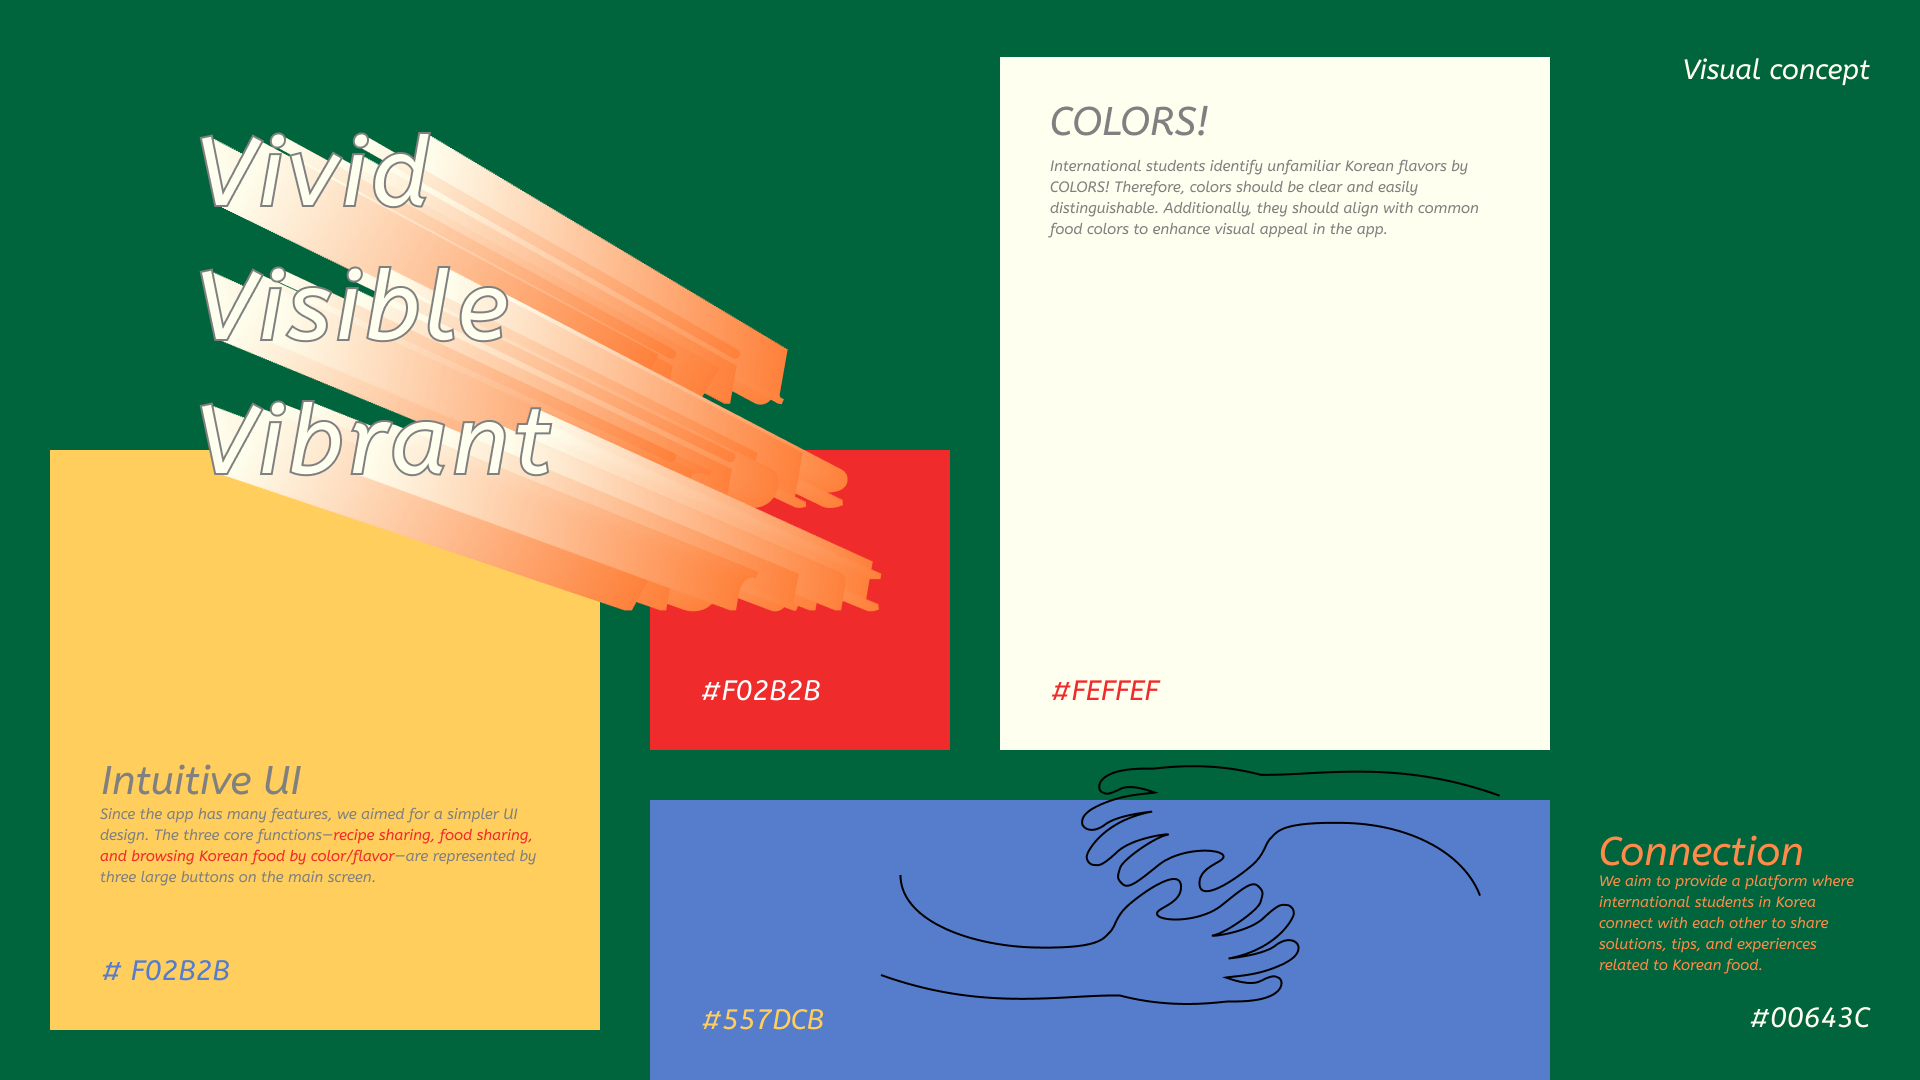 Visual concept
Vivid
Visible
Vibrant
COLORS!
International students identify unfamiliar Korean flavors by
COLORS! Therefore, colors should be clear and easily
distinguishable. Additionally, they should align with common
food colors to enhance visual appeal in the app.
#FEFFEF
#F02B2B
Intuitive UI
Since the app has many features, we aimed for a simpler UI
design. The three core functions—recipe sharing, food sharing,
and browsing Korean food by color/flavor—are represented by
three large buttons on the main screen.
# F02B2B
#557DCB
Connection
We aim to provide a platform where
international students in Korea
connect with each other to share
solutions, tips, and experiences
related to Korean food.
#00643C